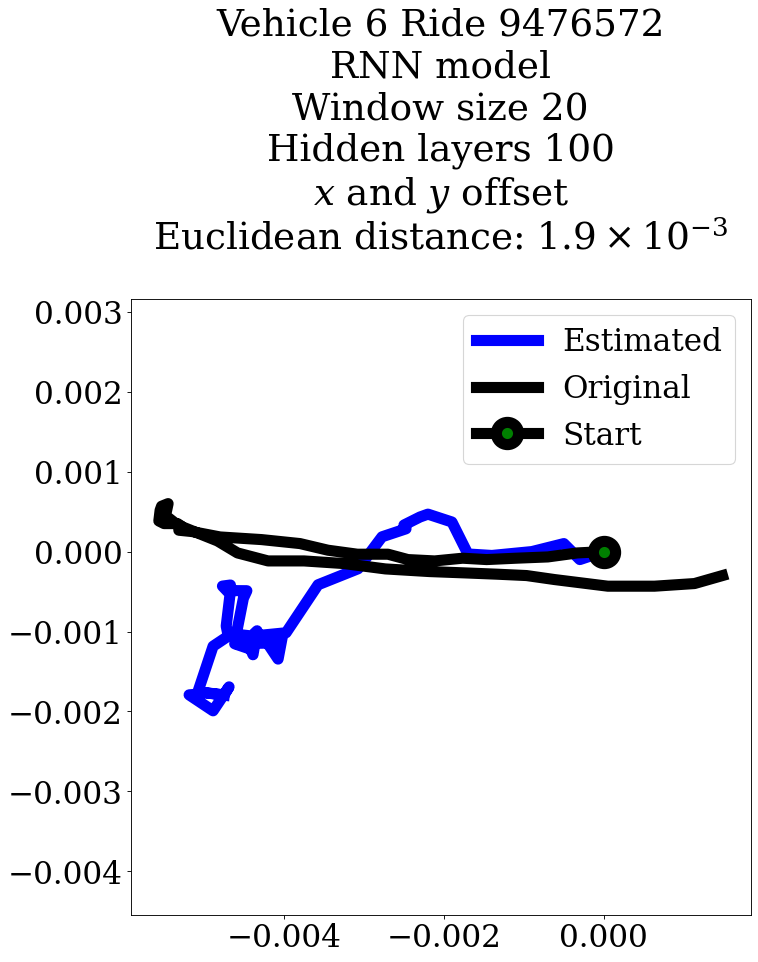 Vehicle 6 Ride 9476572
RNN model
Window size 20
Hidden layers 100
x and y offset
Euclidean distance: 1.9 × 10⁻³
0.003
0.002
0.001
0.000
−0.001
−0.002
−0.003
−0.004
Estimated
Original
Start
−0.004
−0.002
0.000